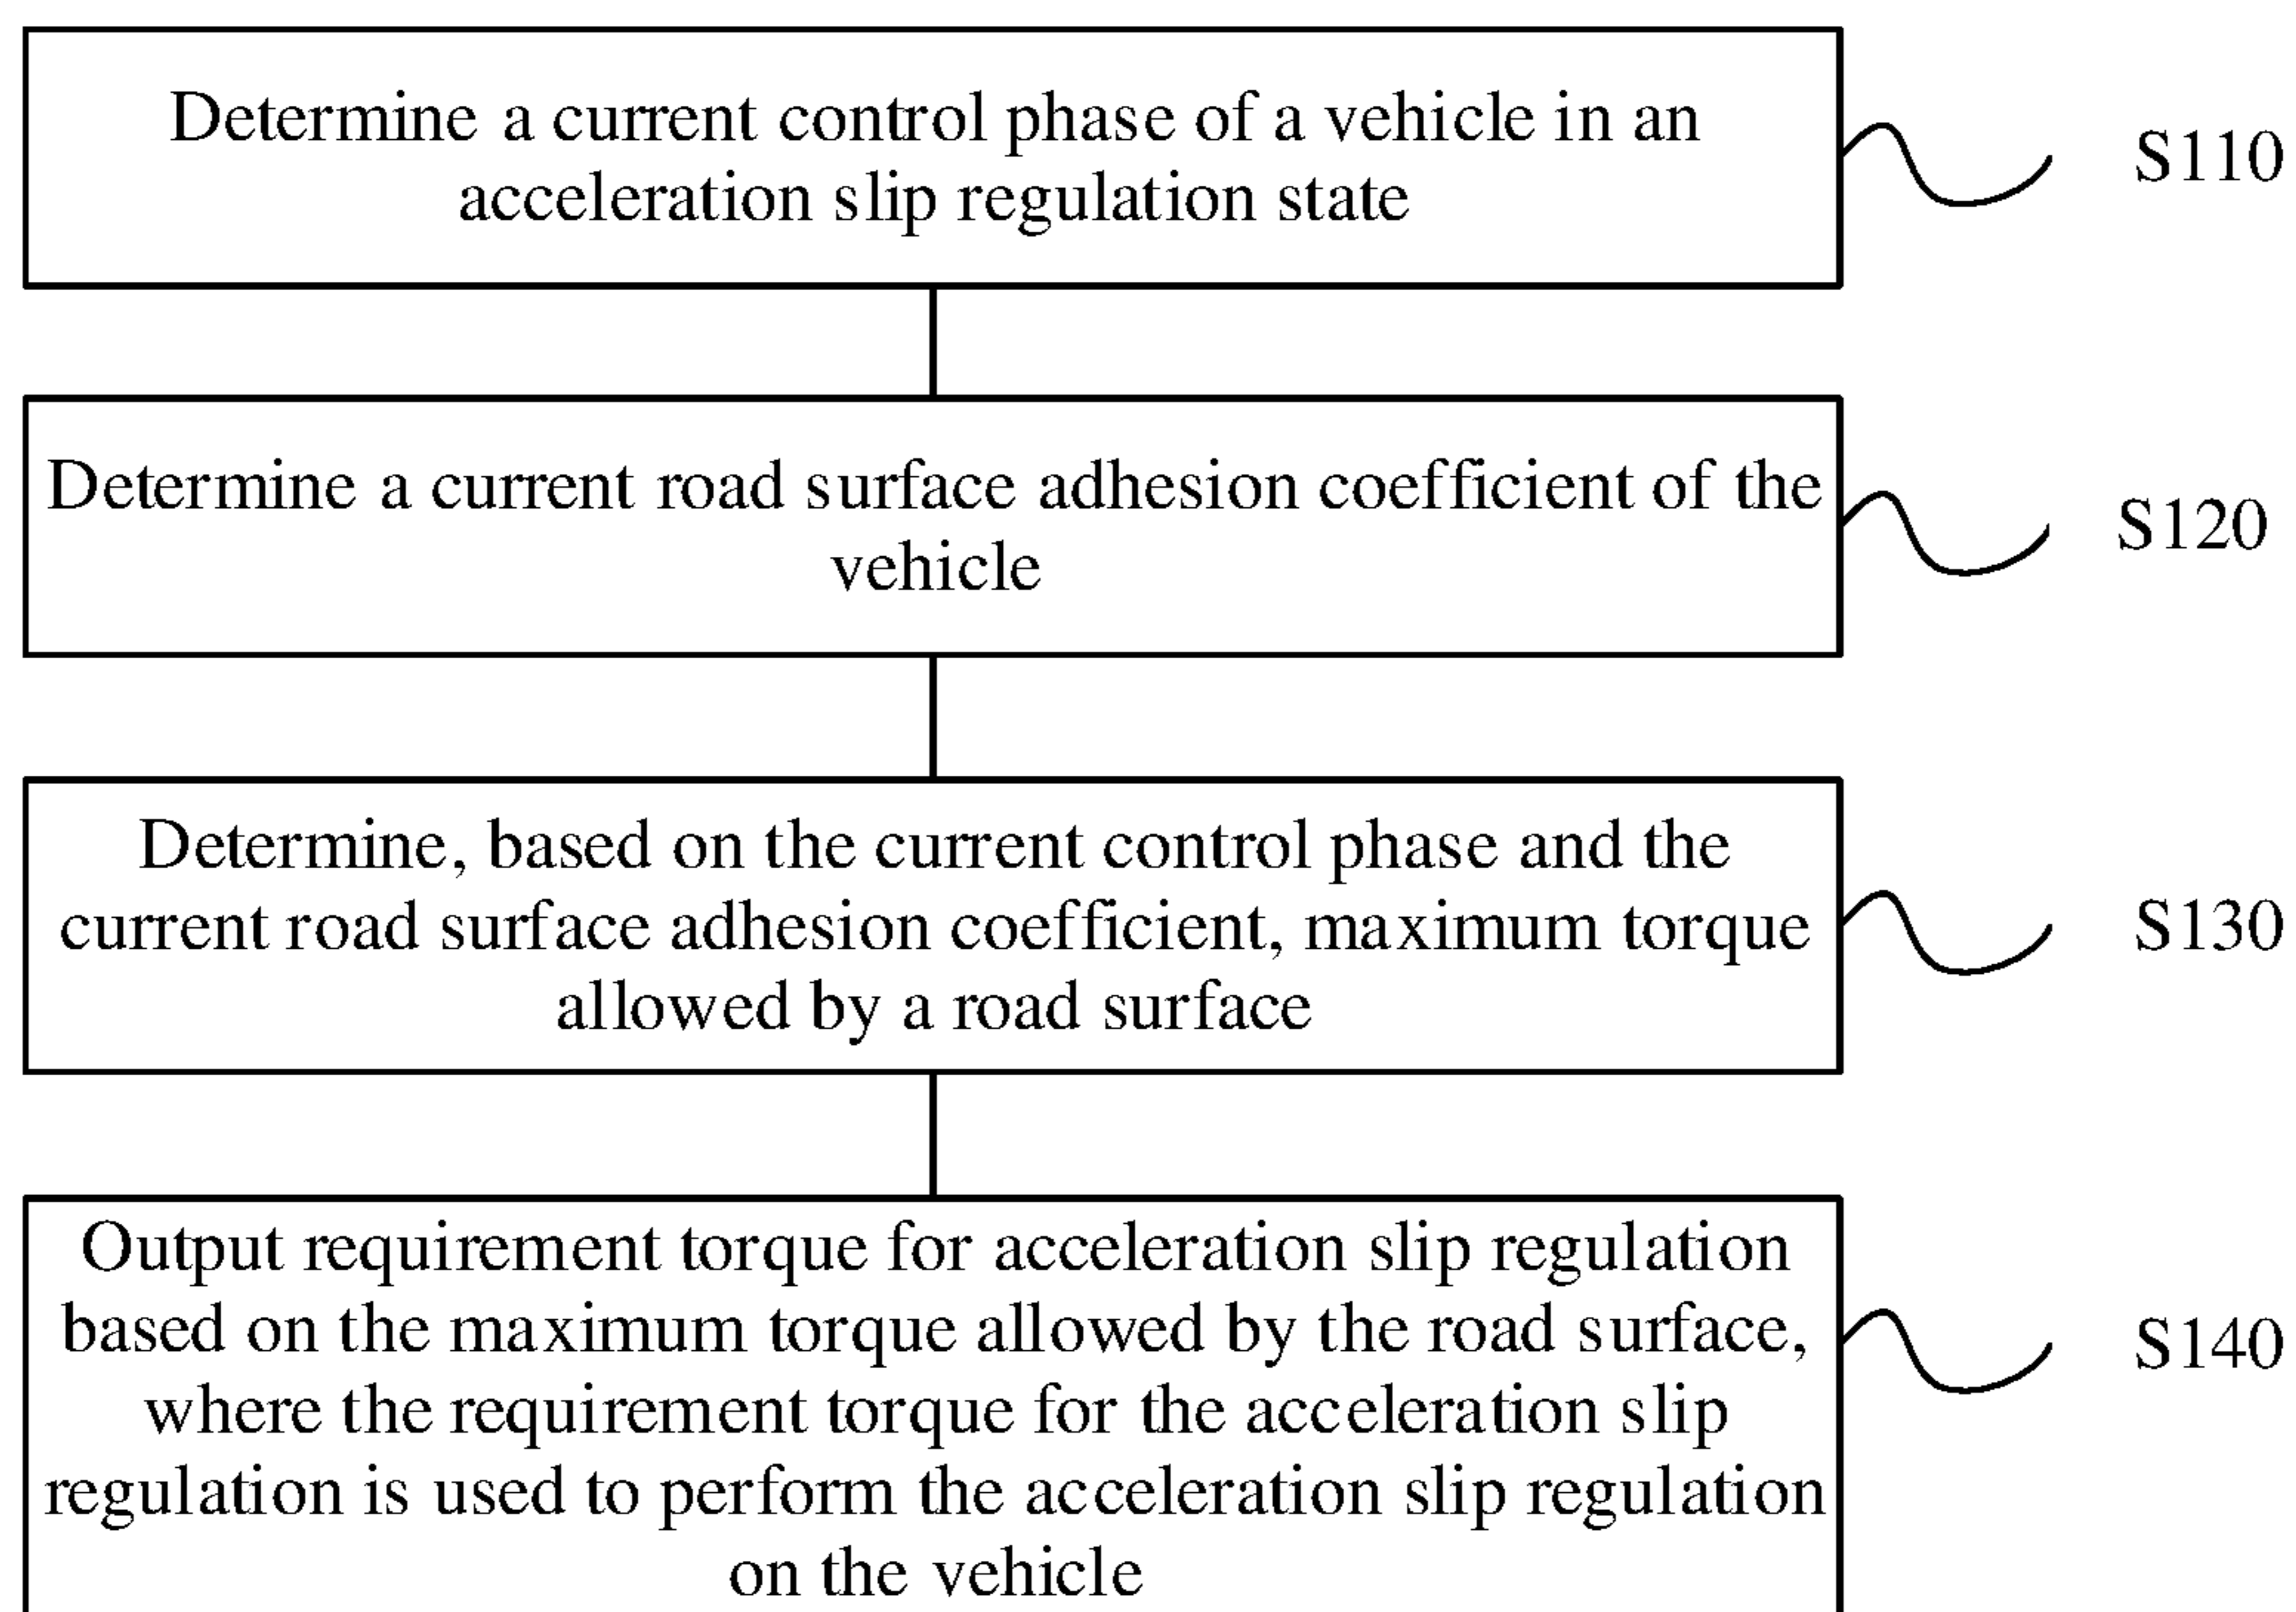 Determine a current control phase of a vehicle in an
acceleration slip regulation state
S110
Determine a current road surface adhesion coefficient of the
vehicle
S120
Determine, based on the current control phase and the
current road surface adhesion coefficient, maximum torque
allowed by a road surface
S130
Output requirement torque for acceleration slip regulation
based on the maximum torque allowed by the road surface,
where the requirement torque for the acceleration slip
regulation is used to perform the acceleration slip regulation
on the vehicle
S140